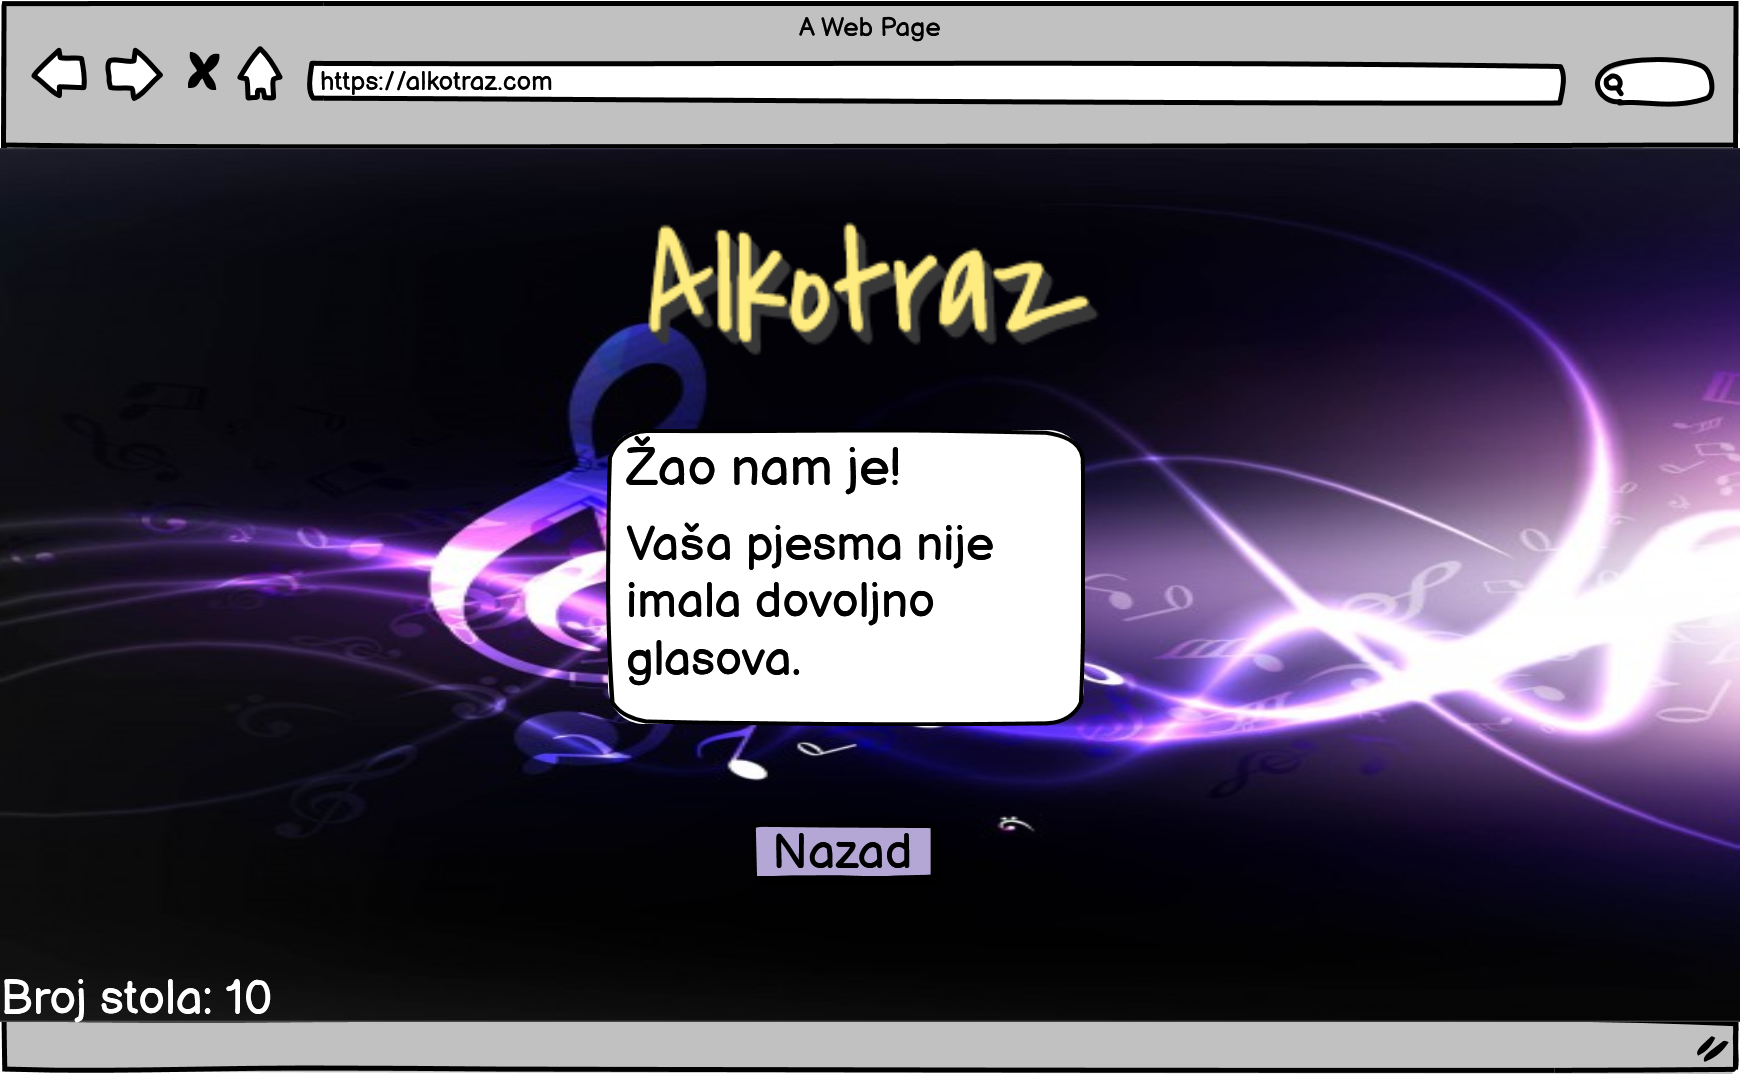 A Web Page
https://alkotraz.com
Alkotraz
Žao nam je!
Vaša pjesma nije
imala dovoljno
glasova.
Nazad
Broj stola: 10